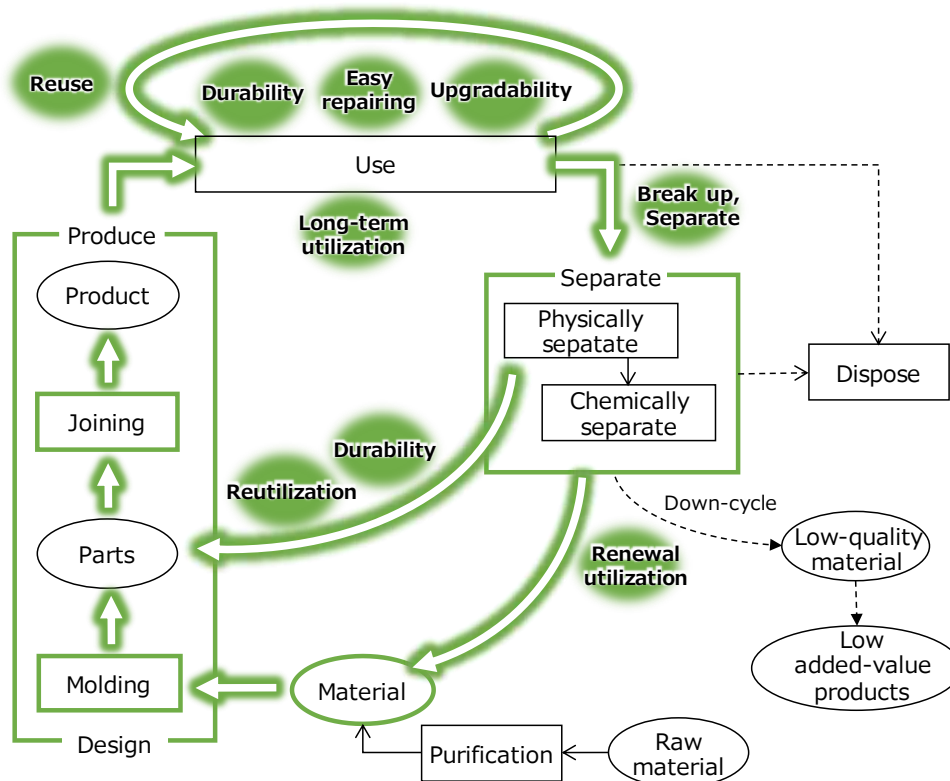 Reuse
Durability
Easy
repairing
Upgradability
Use
Long-term
utilization
Break up,
Separate
Produce
Product
Joining
Parts
Molding
Design
Separate
Physically
sepatate
Chemically
separate
Dispose
Durability
Reutilization
Down-cycle
Low-quality
material
Renewal
utilization
Low
added-value
products
Material
Purification
Raw
material